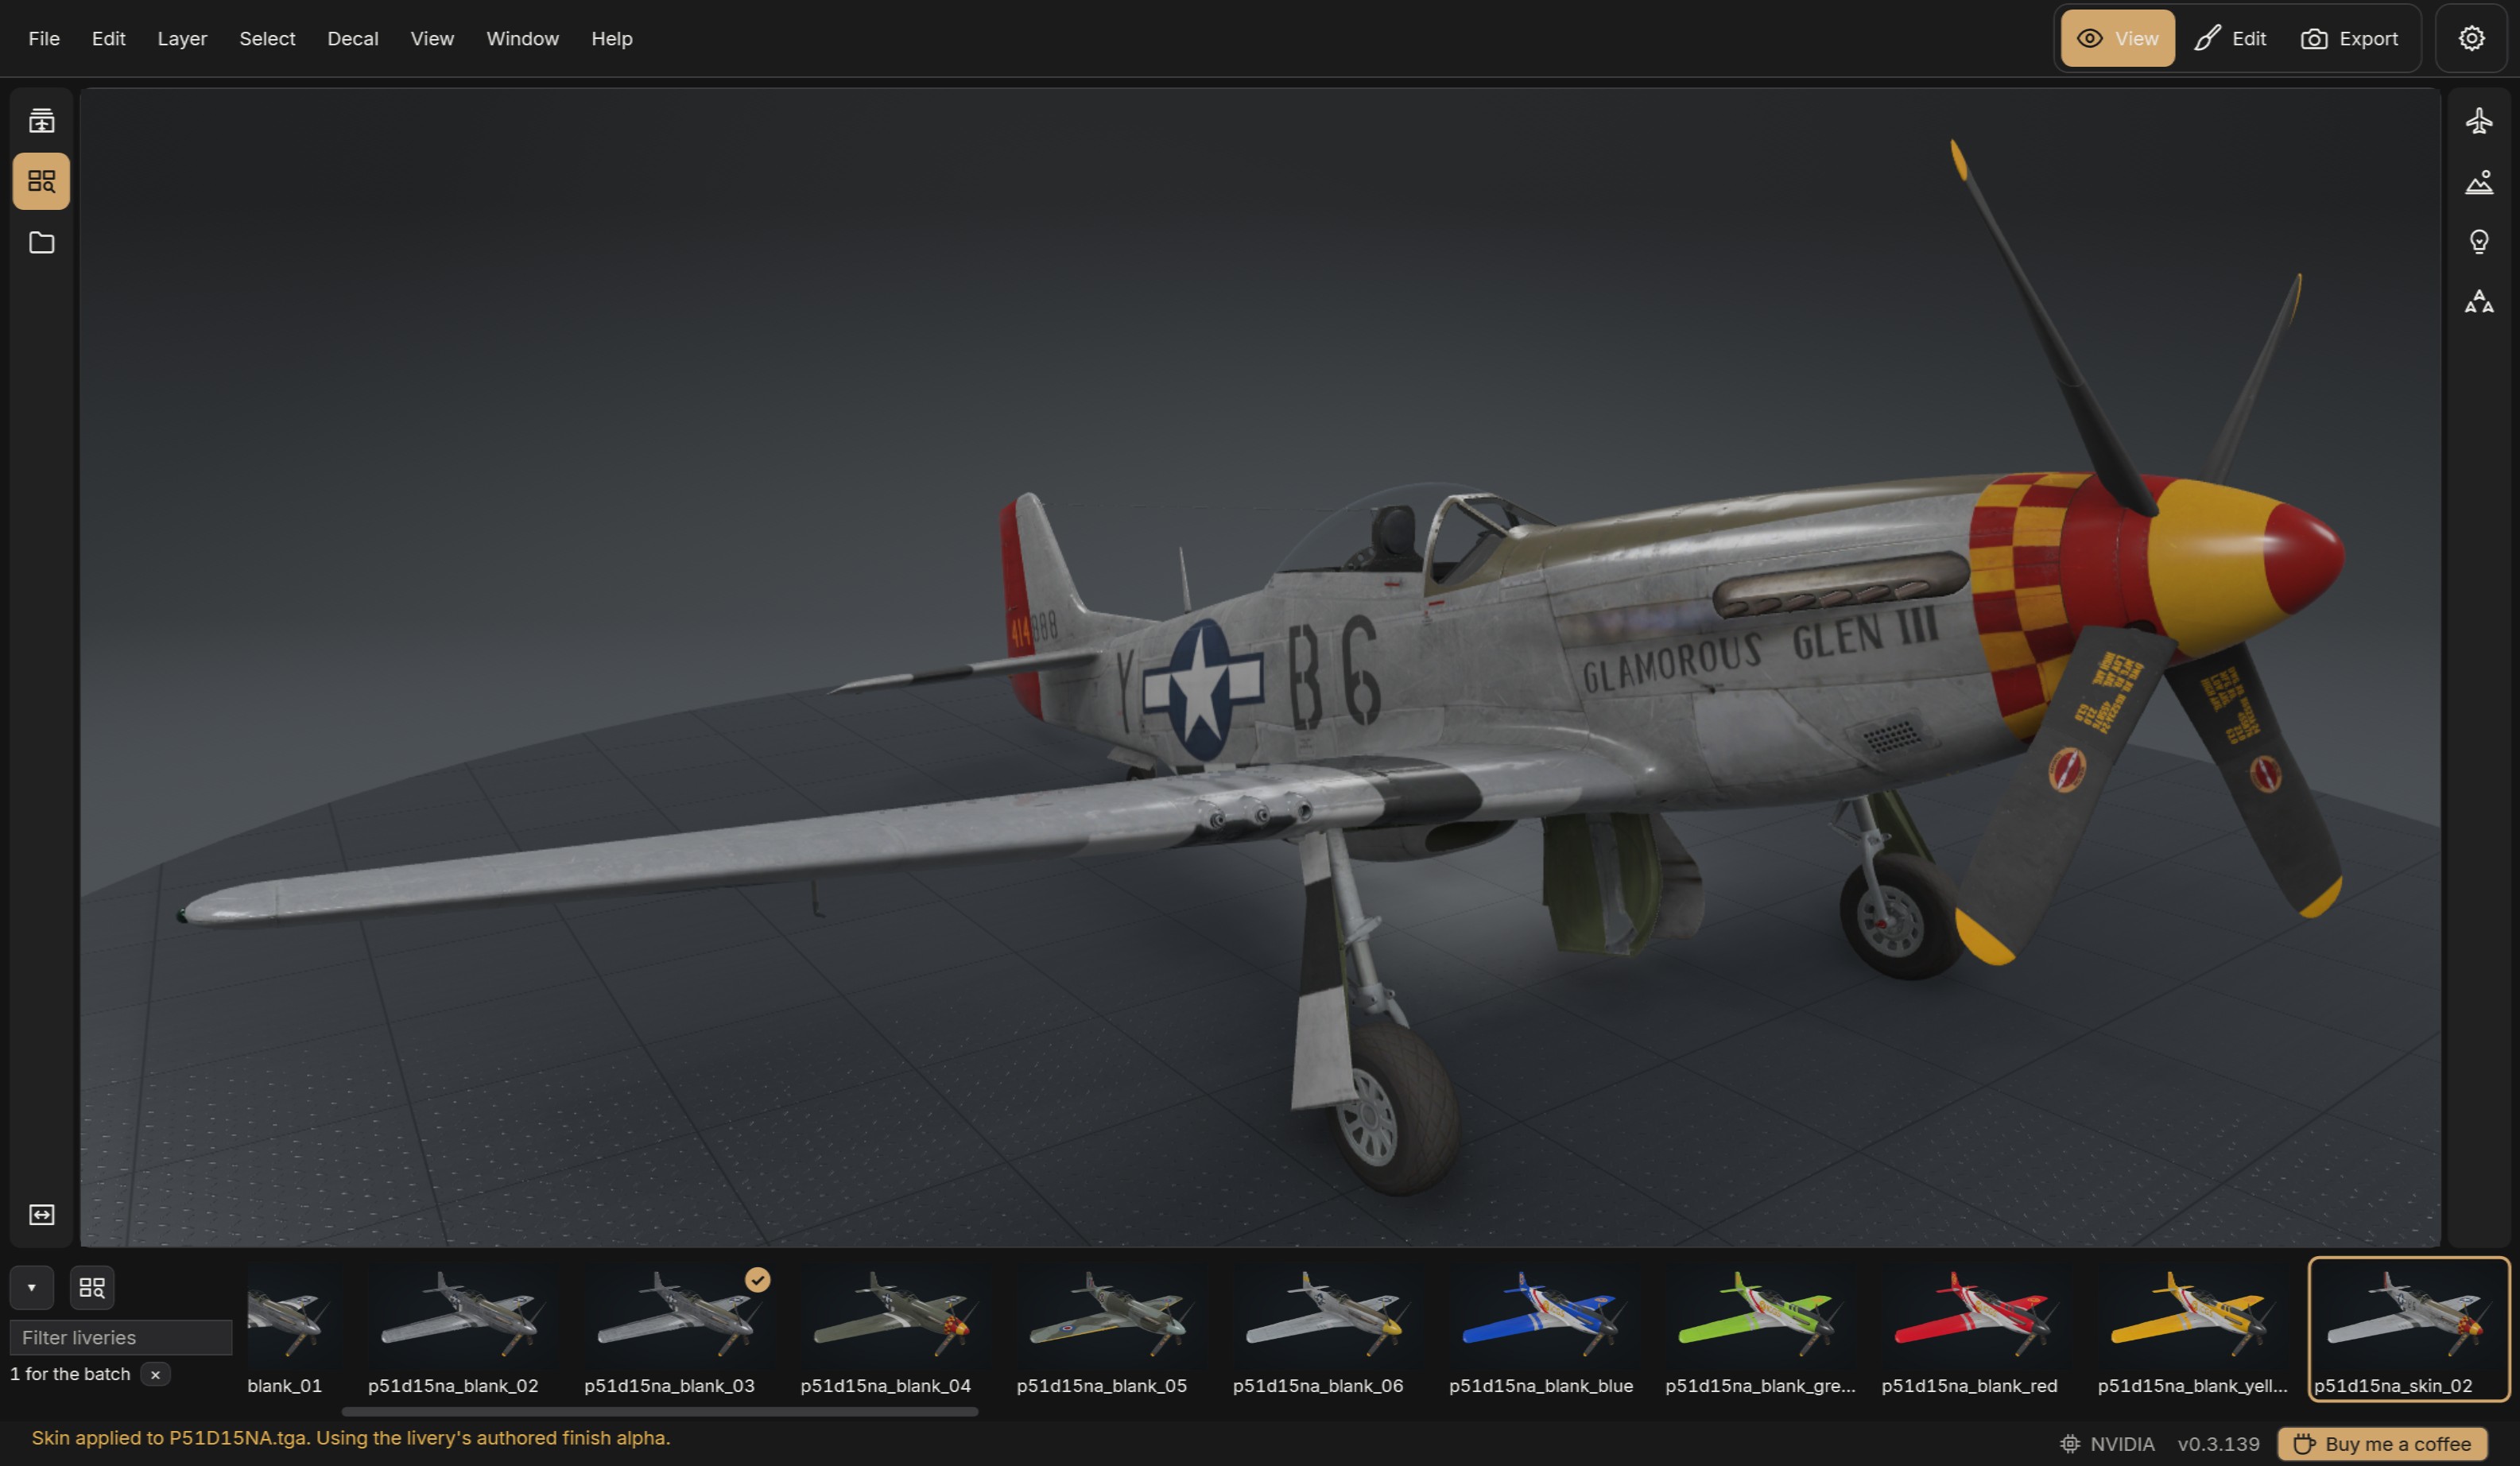 File Edit Layer Select Decal View Window Help
View Edit Export
414888
Y B6
GLAMOROUS GLEN III
Filter liveries
1 for the batch
blank_01 p51d15na_blank_02 p51d15na_blank_03 p51d15na_blank_04 p51d15na_blank_05 p51d15na_blank_06 p51d15na_blank_blue p51d15na_blank_gre... p51d15na_blank_red p51d15na_blank_yell... p51d15na_skin_02
Skin applied to P51D15NA.tga. Using the livery's authored finish alpha.
NVIDIA v0.3.139 Buy me a coffee